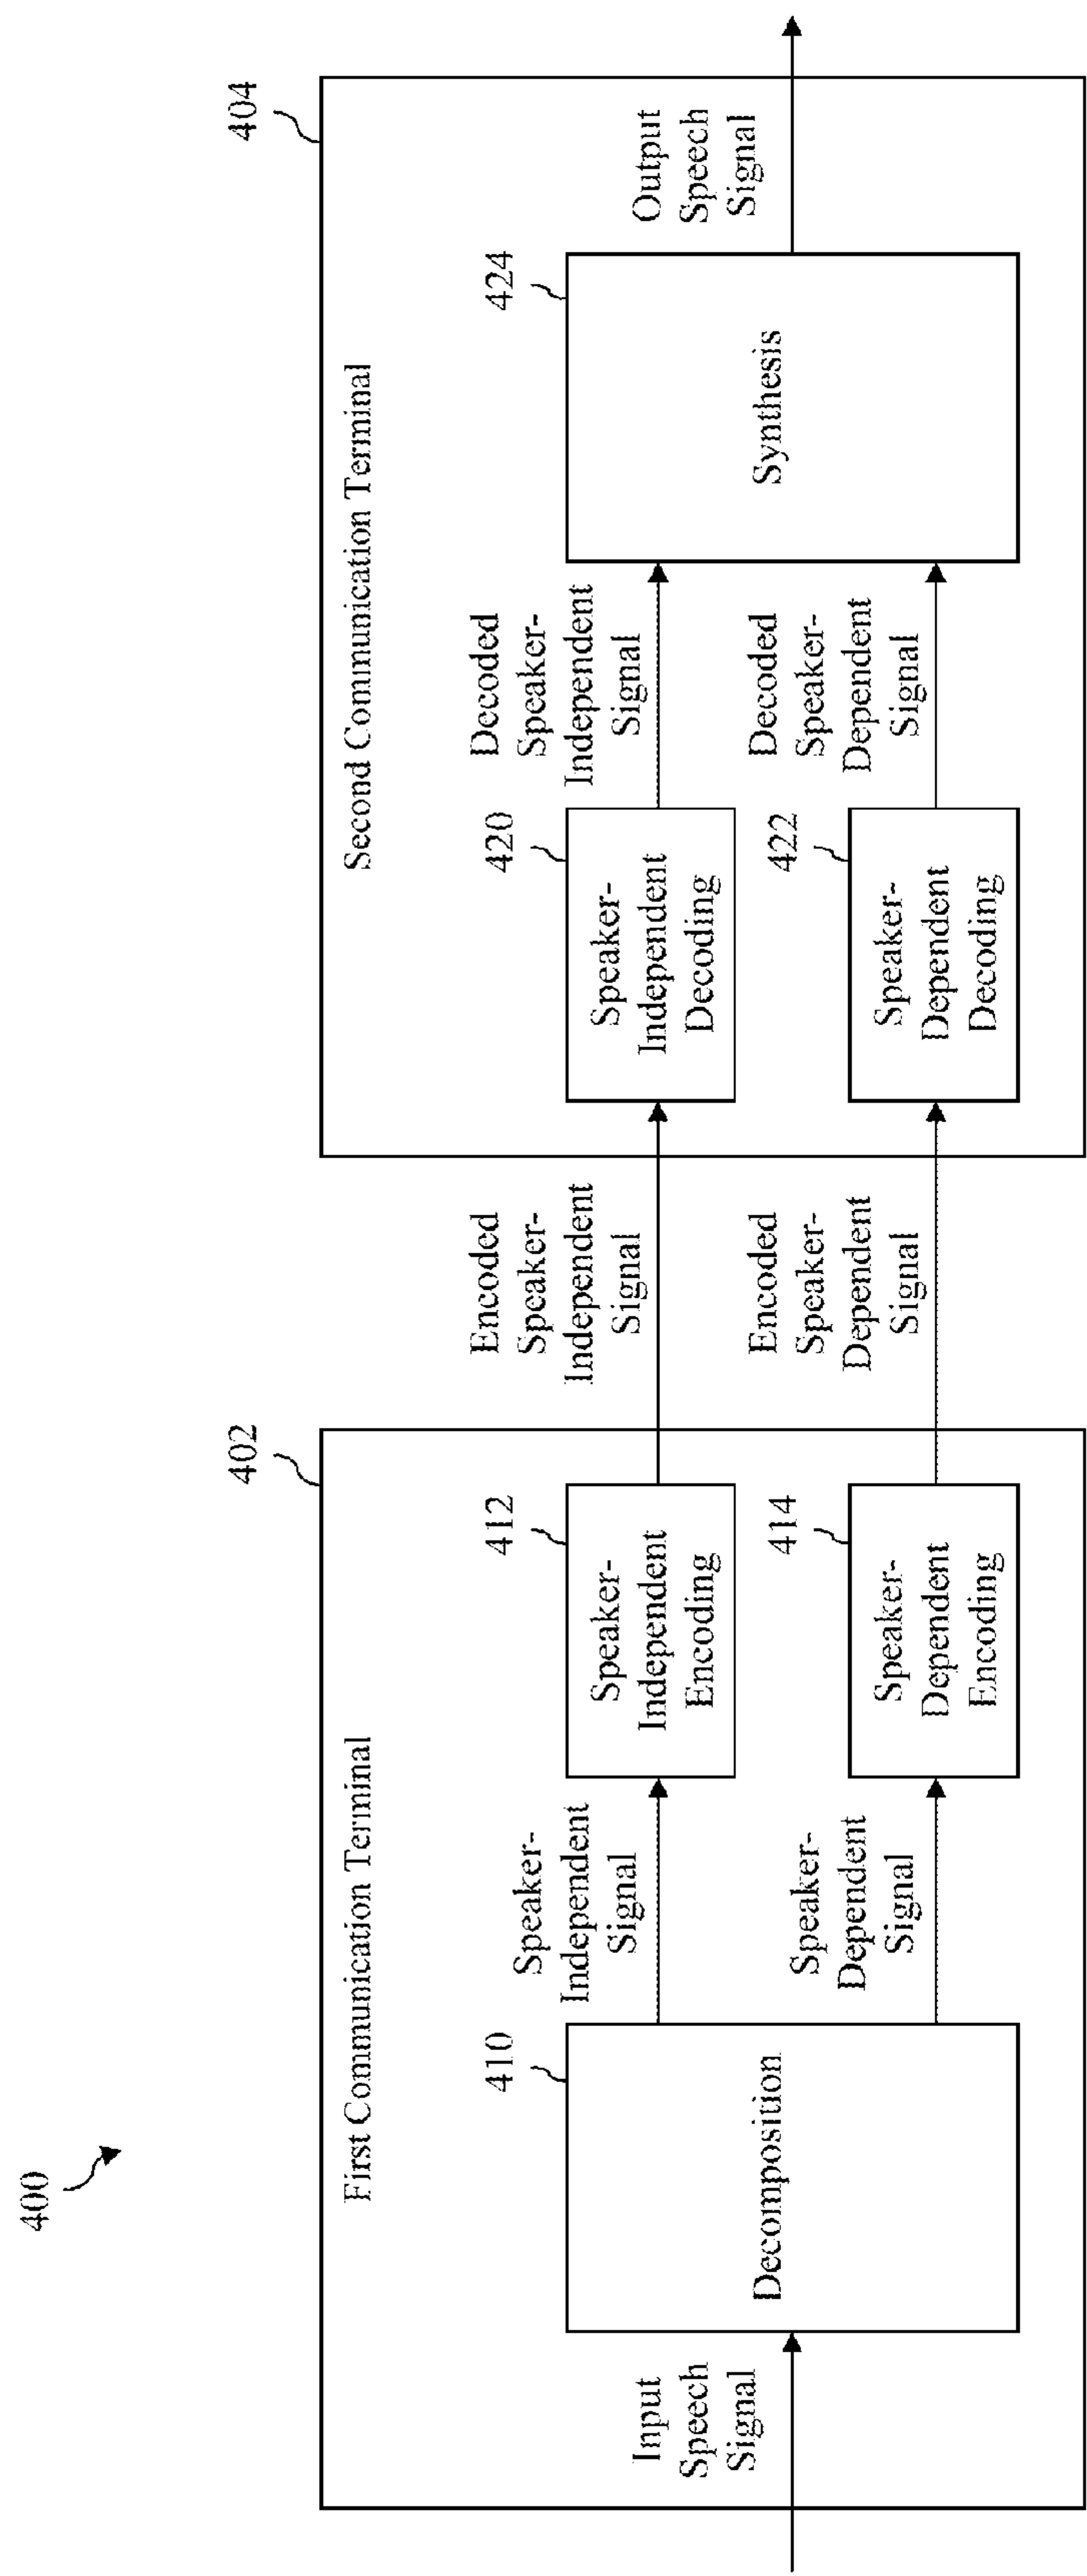 400
First Communication Terminal
402
Input
Speech
Signal
410
Decomposition
Speaker-
Independent
Signal
412
Speaker-
Independent
Encoding
Speaker-
Dependent
Signal
414
Speaker-
Dependent
Encoding
Encoded
Speaker-
Independent
Signal
Encoded
Speaker-
Dependent
Signal
Second Communication Terminal
404
420
Speaker-
Independent
Decoding
422
Speaker-
Dependent
Decoding
Decoded
Speaker-
Independent
Signal
Decoded
Speaker-
Dependent
Signal
424
Synthesis
Output
Speech
Signal